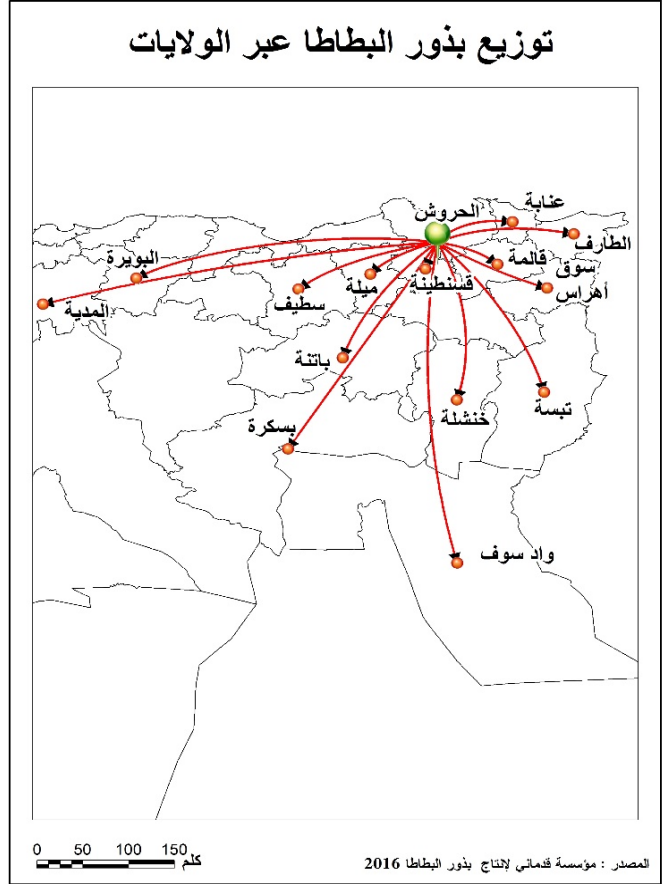 توزيع بذور البطاطا عبر الولايات
عنابة
الحروش
الطارف
قالمة
سوق
أهراس
البويرة
قسنطينة
ميلة
سطيف
المدية
باتنة
تبسة
خنشلة
بسكرة
واد سوف
0 50 100 150
كلم
المصدر : مؤسسة قدماني لإنتاج بذور البطاطا 2016